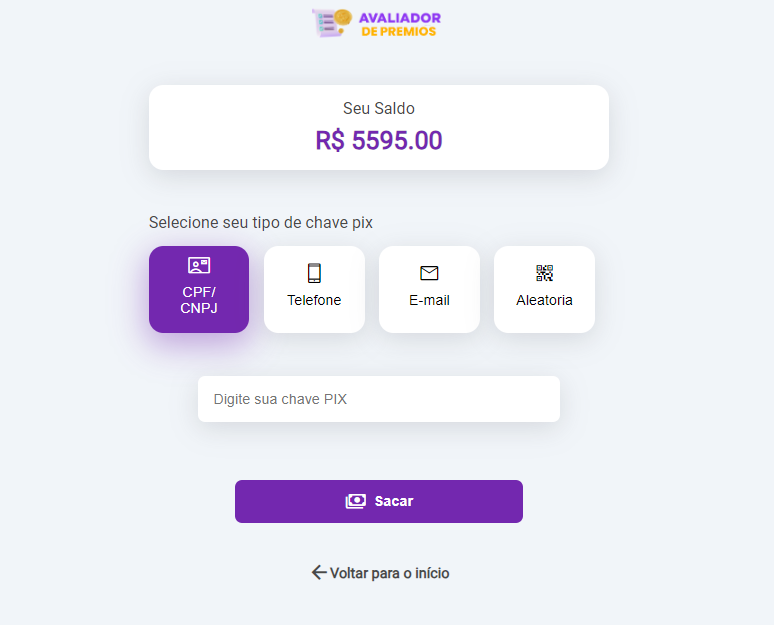 AVALIADOR
DE PREMIOS
Seu Saldo
R$ 5595.00
Selecione seu tipo de chave pix
CPF/
CNPJ
Telefone
E-mail
Aleatoria
Digite sua chave PIX
Sacar
Voltar para o início